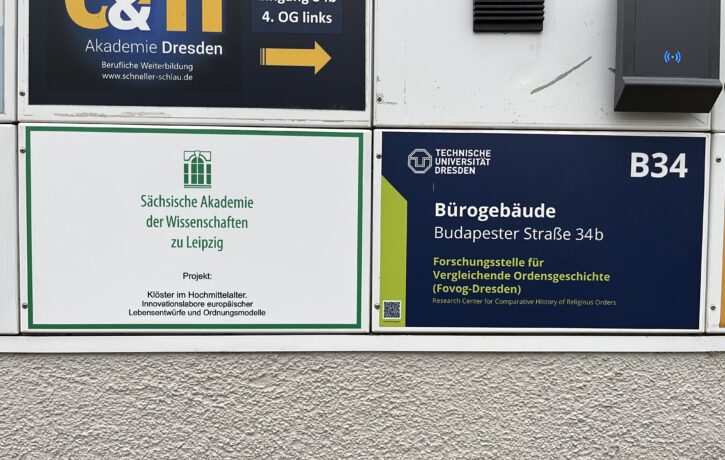 Akademie Dresden
Berufliche Weiterbildung
www.schneller-schlau.de
4. OG links
Sächsische Akademie
der Wissenschaften
zu Leipzig
Projekt:
Klöster im Hochmittelalter.
Innovationslabore europäischer
Lebensentwürfe und Ordnungsmodelle
TECHNISCHE
UNIVERSITÄT
DRESDEN
B34
Bürogebäude
Budapester Straße 34b
Forschungsstelle für
Vergleichende Ordensgeschichte
(Fovog-Dresden)
Research Center for Comparative History of Religious Orders